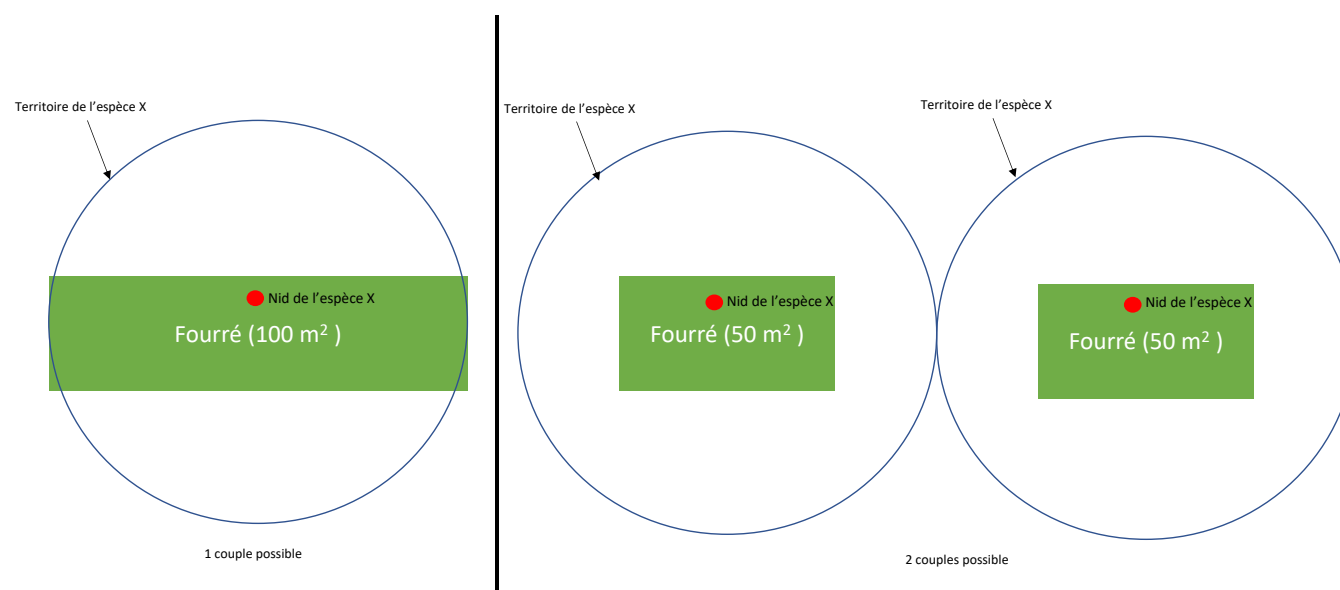 Territoire de l’espèce X
Nid de l’espèce X
Fourré (100 m² )
1 couple possible
Territoire de l’espèce X
Territoire de l’espèce X
Nid de l’espèce X
Fourré (50 m² )
Nid de l’espèce X
Fourré (50 m² )
2 couples possible